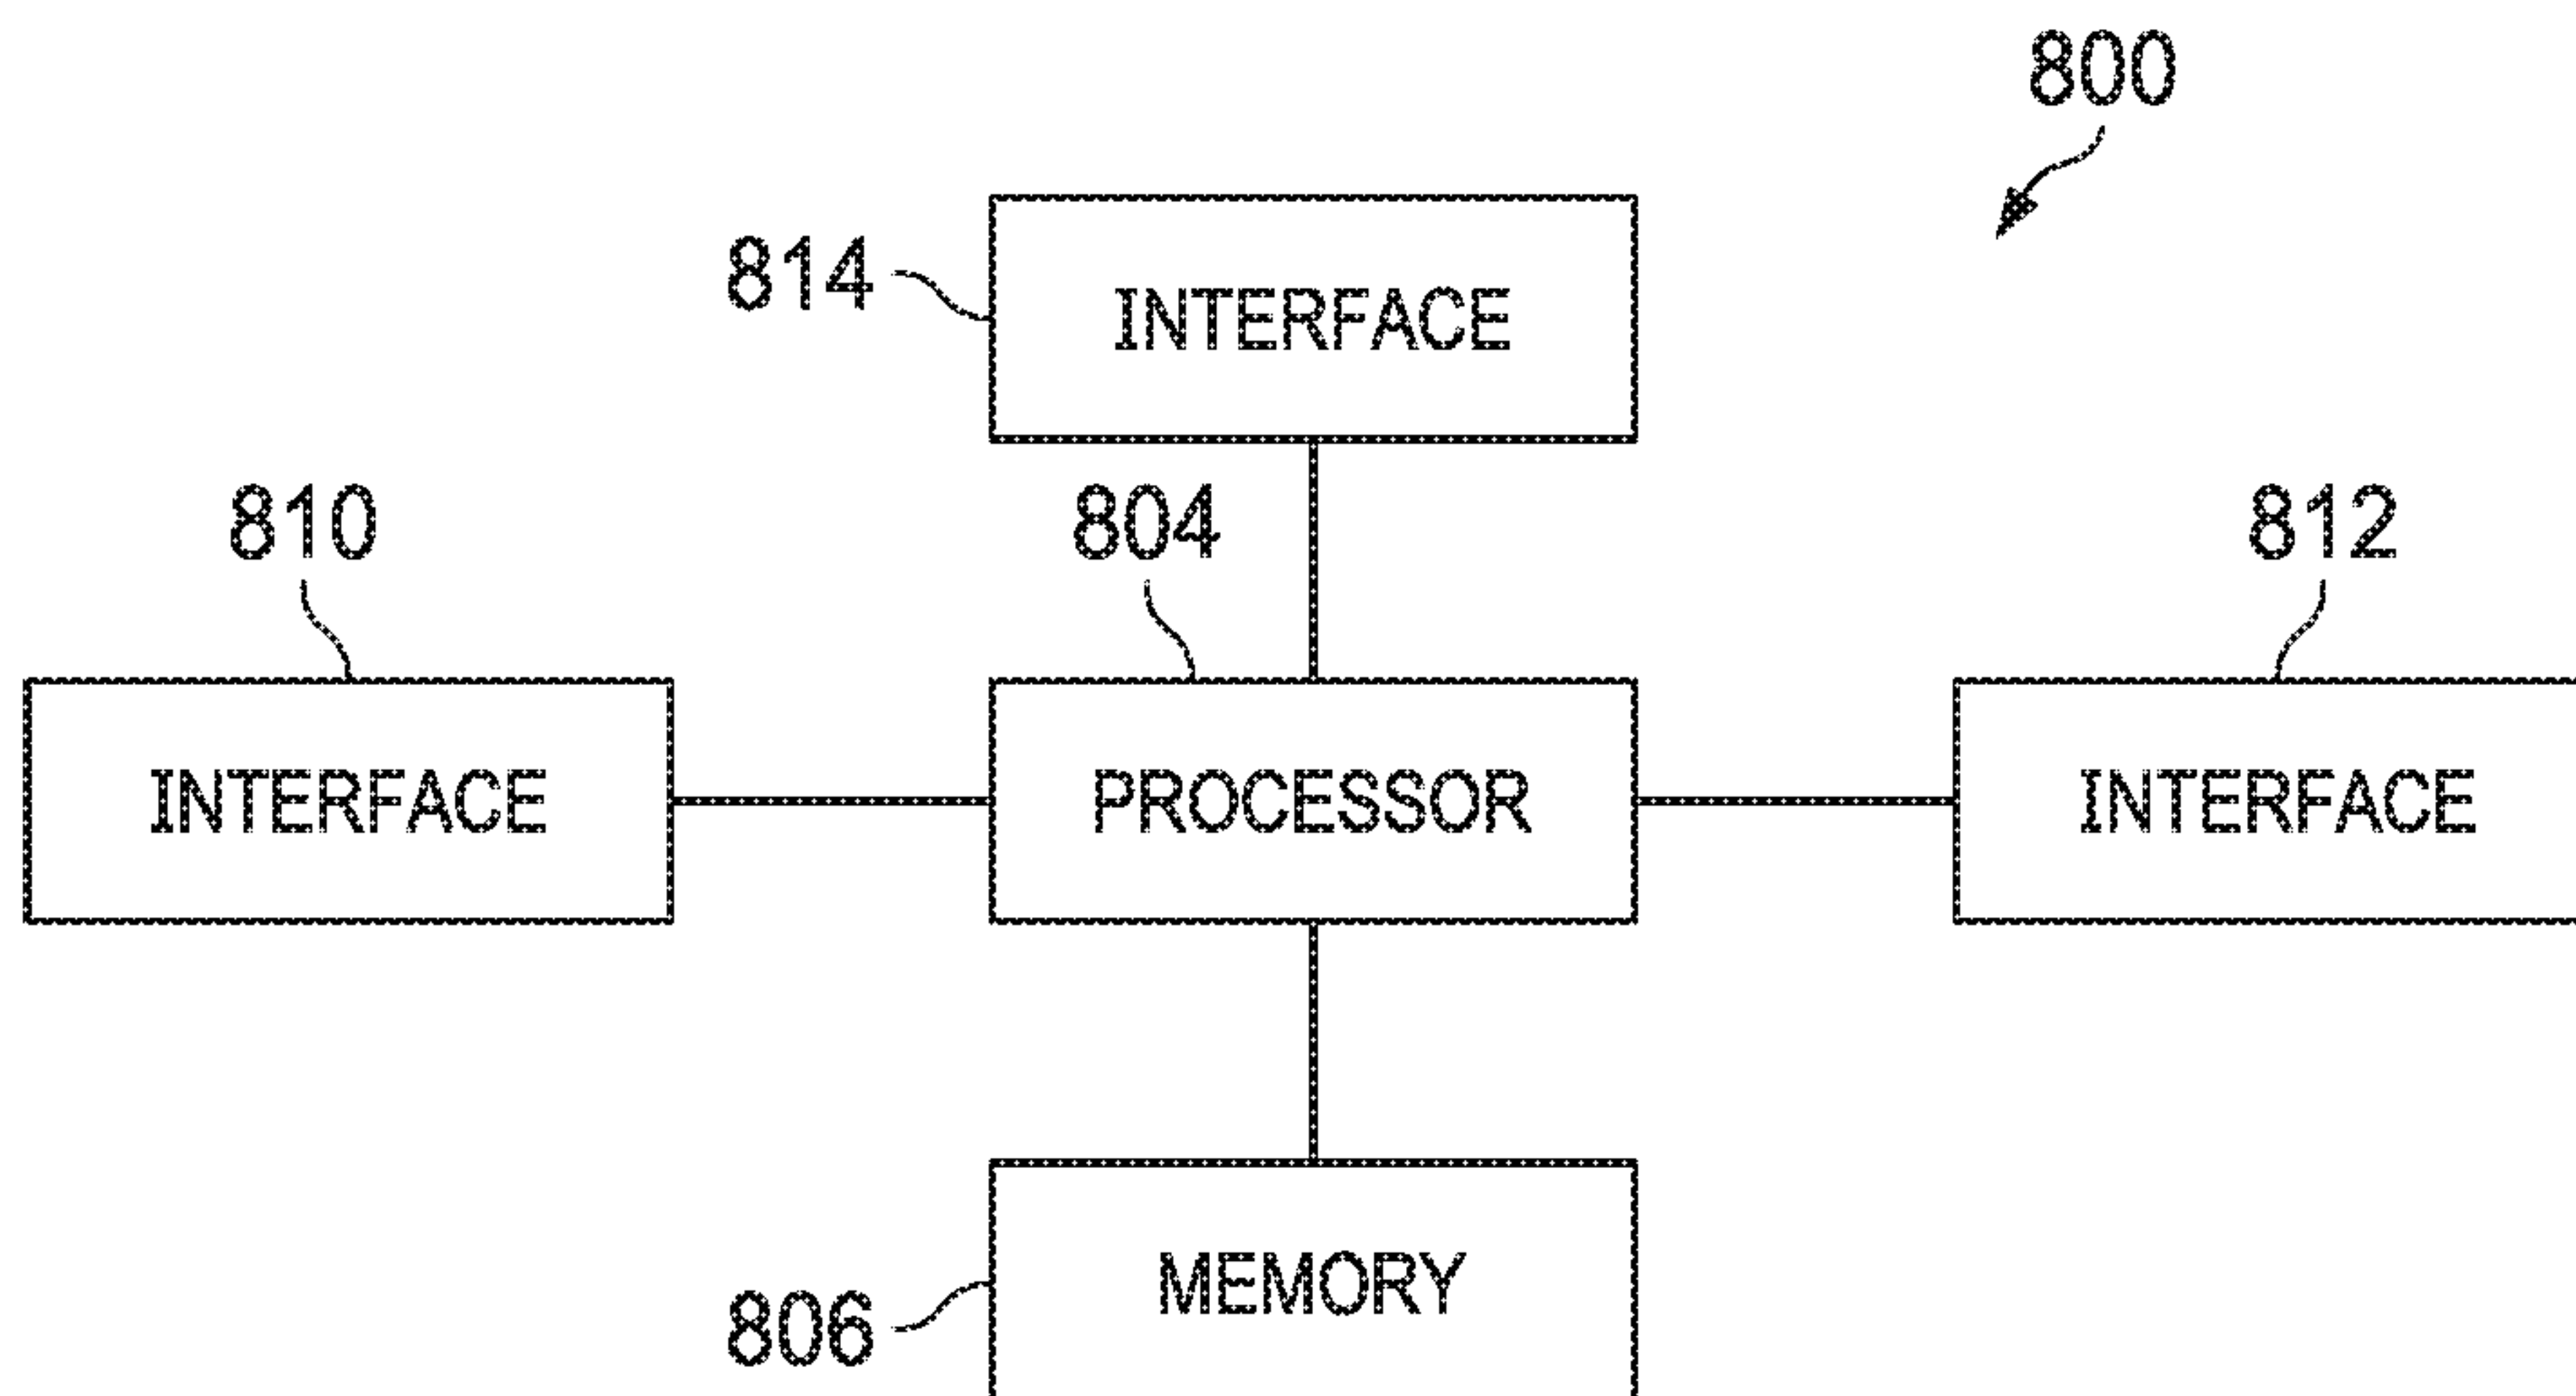 800
814
INTERFACE
810
804
812
INTERFACE
PROCESSOR
INTERFACE
MEMORY
806